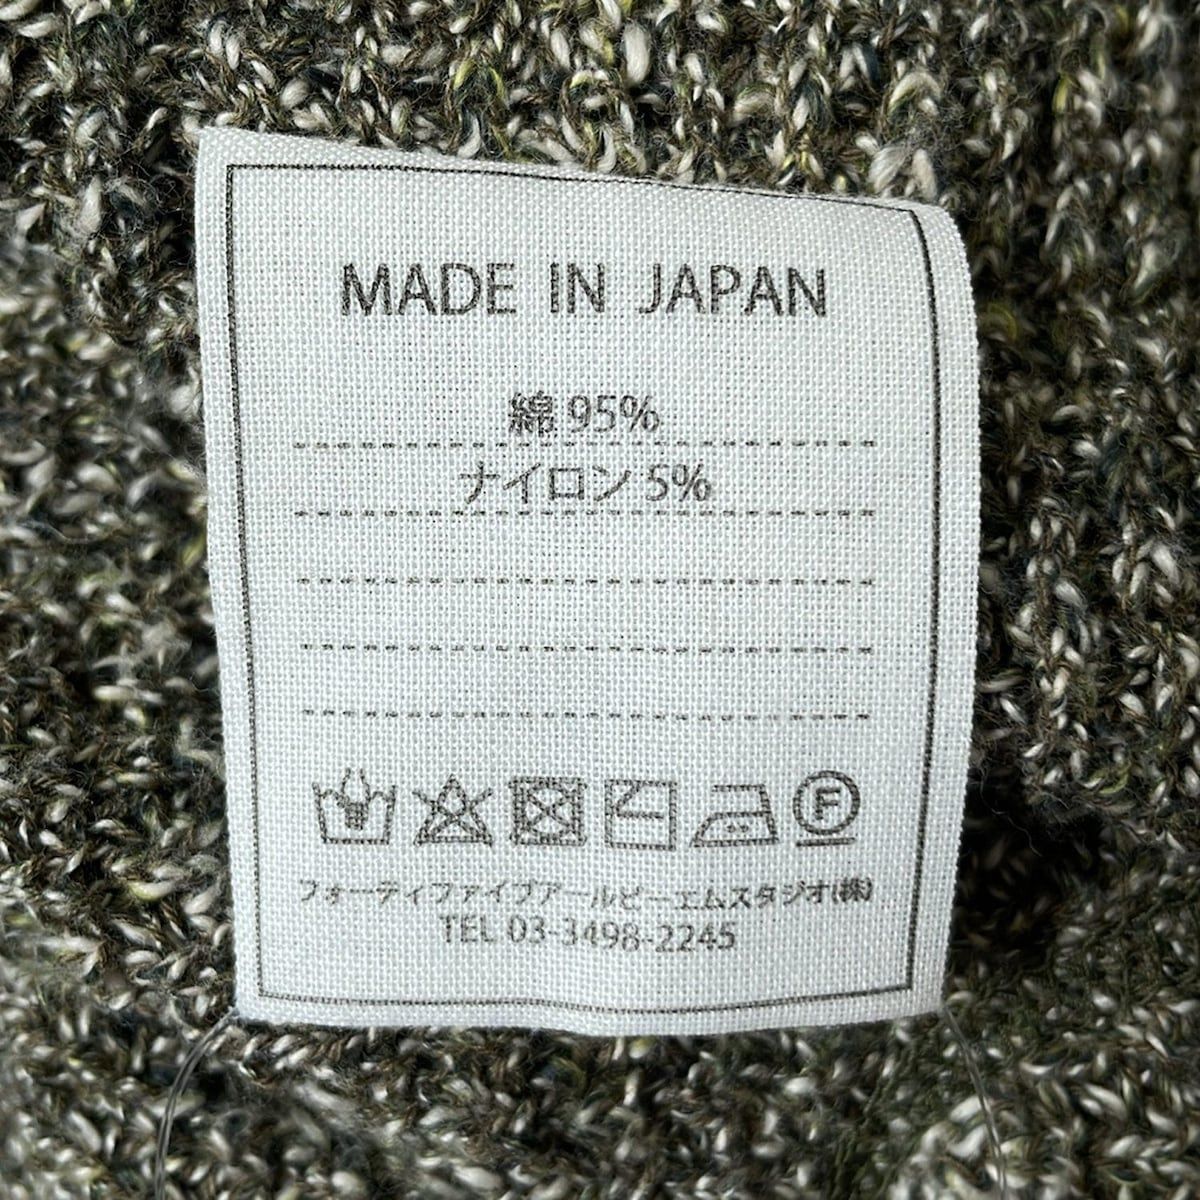 MADE IN JAPAN
綿 95%
ナイロン 5%
F
フォーティファイブアールピーエムスタジオ(株)
TEL 03-3498-2245